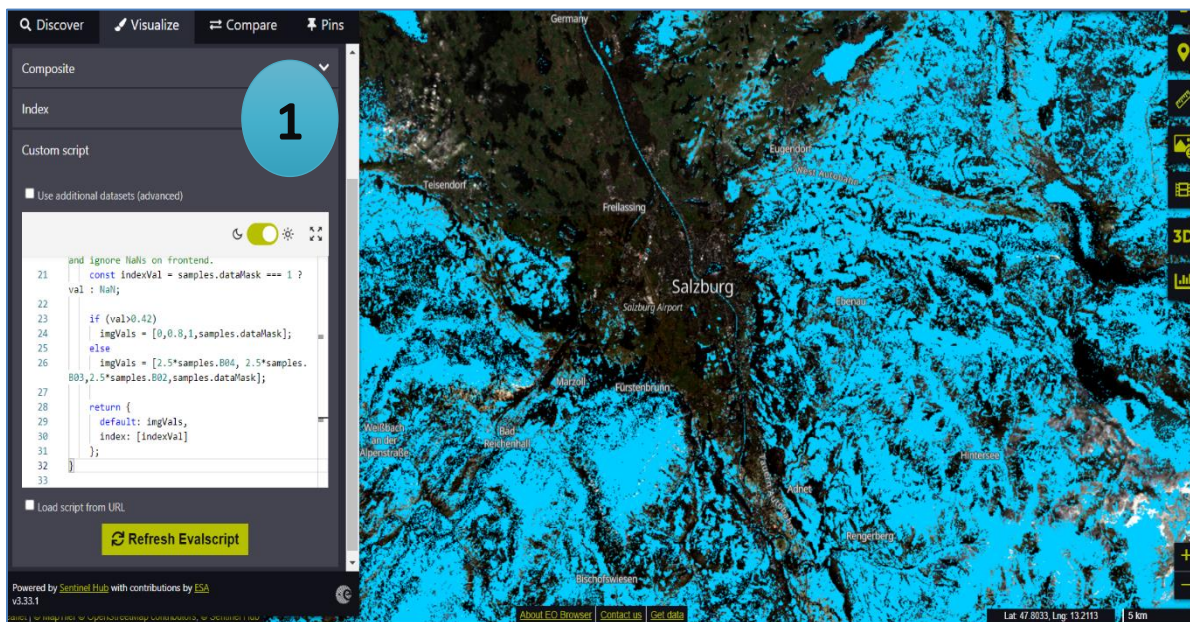 Discover
Visualize
Compare
Pins
Composite
Index
1
Custom script
Use additional datasets (advanced)
and ignore NaNs on frontend.
21 const indexVal = samples.dataMask === 1 ?
val : NaN;
22
23 if (val>0.42)
24 imgVals = [0,0.8,1,samples.dataMask];
25 else
26 imgVals = [2.5*samples.B04, 2.5*samples.
B03,2.5*samples.B02,samples.dataMask];
27
28 return {
29 default: imgVals,
30 index: [indexVal]
31 };
32 }
33
Load script from URL
Refresh Evalscript
Powered by Sentinel Hub with contributions by ESA
v3.33.1
Germany
Eugendorf
West Autobahn
Teisendorf
Freilassing
Salzburg
Salzburg Airport
Ebenau
Marzoll
Fürstenbrunn
Weißbach
an der
Alpenstraße
Bad
Reichenhall
Hintersee
Adnet
Rengerberg
Bischofswiesen
3D
+
−
About EO Browser | Contact us | Get data
Lat: 47.8033, Lng: 13.2113
5 km